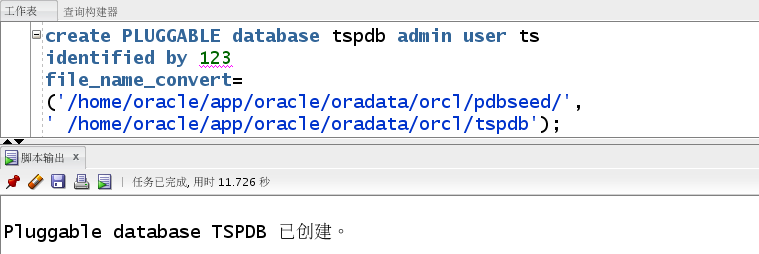 工作表 查询构建器
create PLUGGABLE database tspdb admin user ts
identified by 123
file_name_convert=
('/home/oracle/app/oracle/oradata/orcl/pdbseed/',
' /home/oracle/app/oracle/oradata/orcl/tspdb');
脚本输出 x
任务已完成, 用时 11.726 秒
Pluggable database TSPDB 已创建。